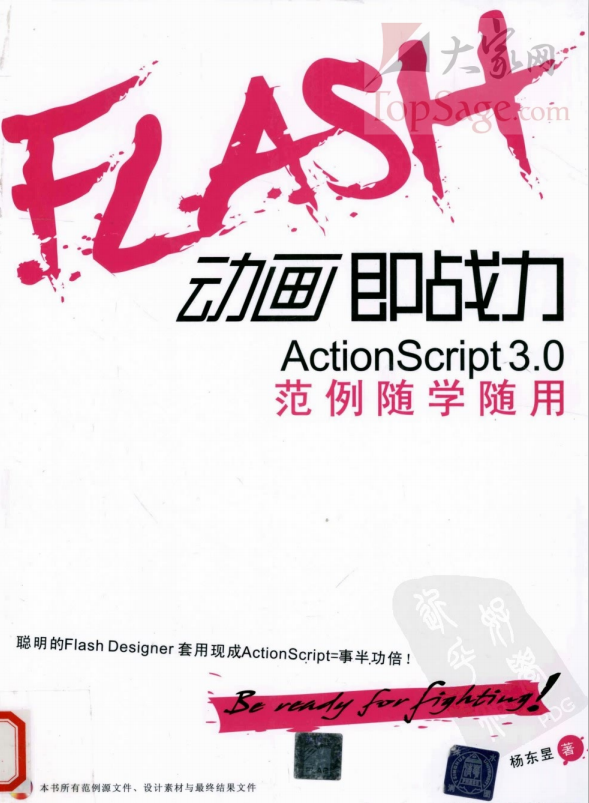 大家网
TopSage.com
FLASH
动画即战力
ActionScript 3.0
范例随学随用
聪明的Flash Designer 套用现成ActionScript=事半功倍!
Be ready for fighting!
PDG
杨东昱 著
本书所有范例源文件、设计素材与最终结果文件